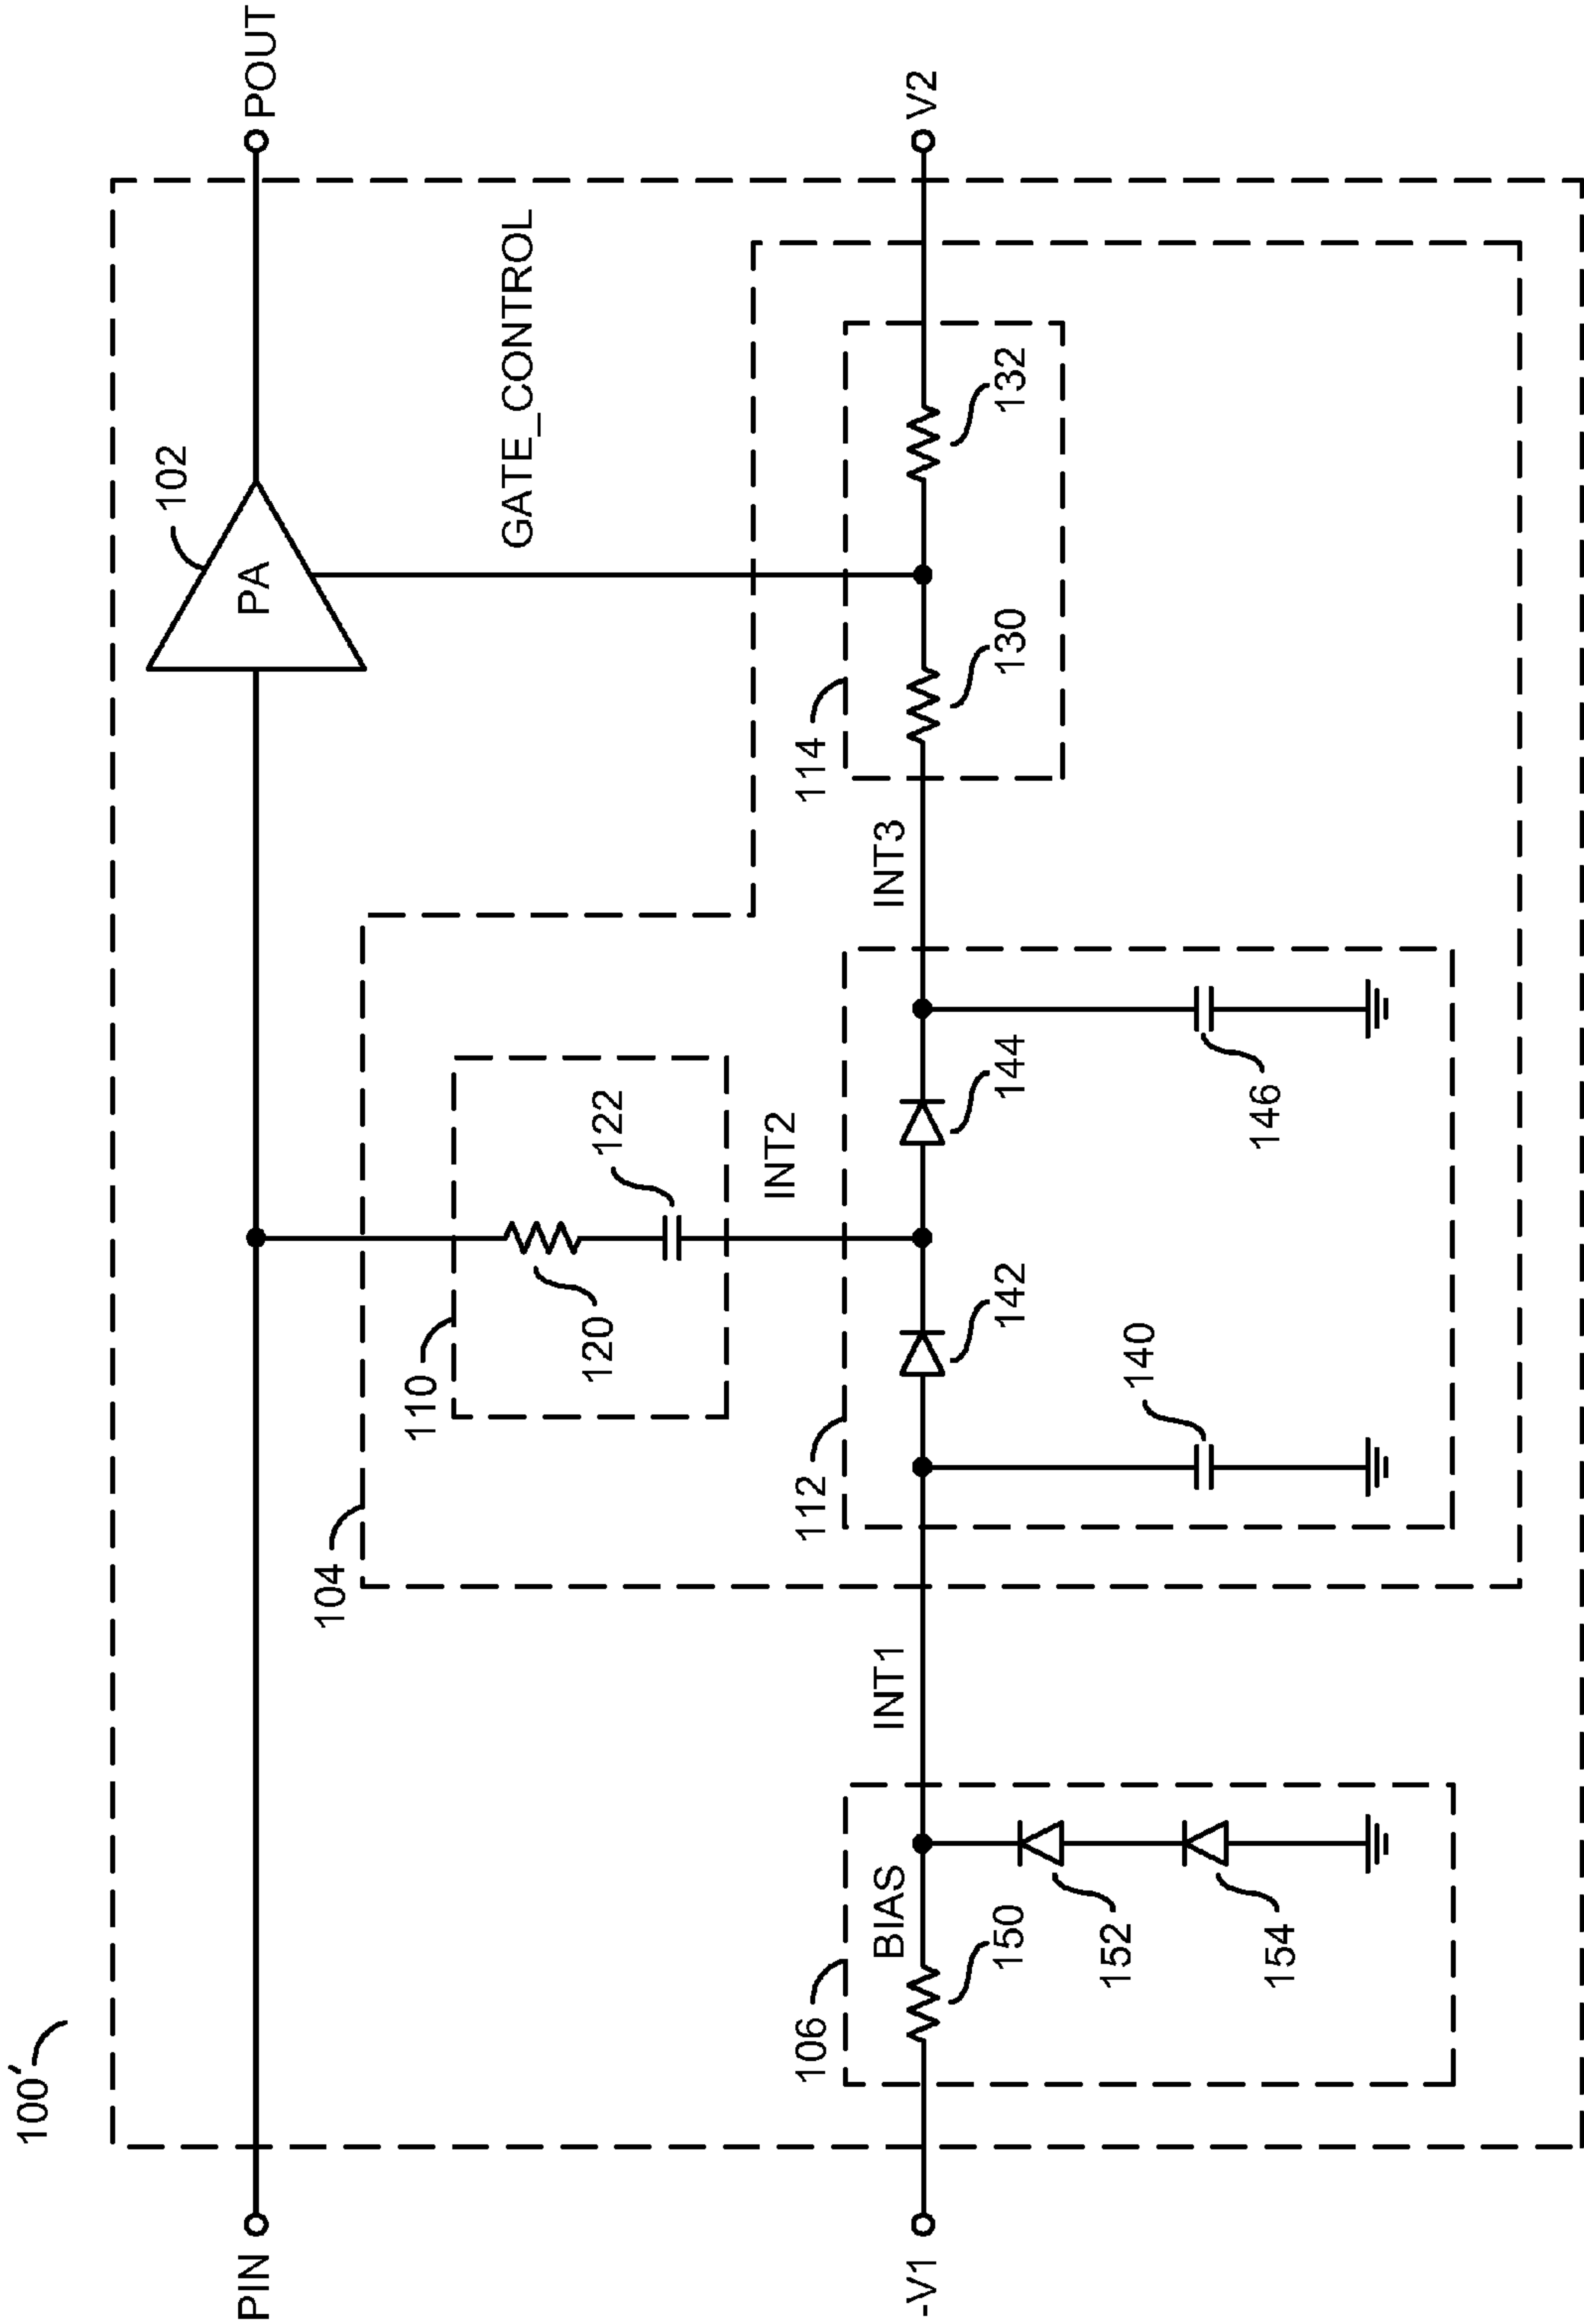 100'
PIN
POUT
102
PA
GATE_CONTROL
104
110
120
122
INT2
112
114
106
BIAS
INT1
INT3
-V1
V2
150
142
144
130
132
152
140
154
146